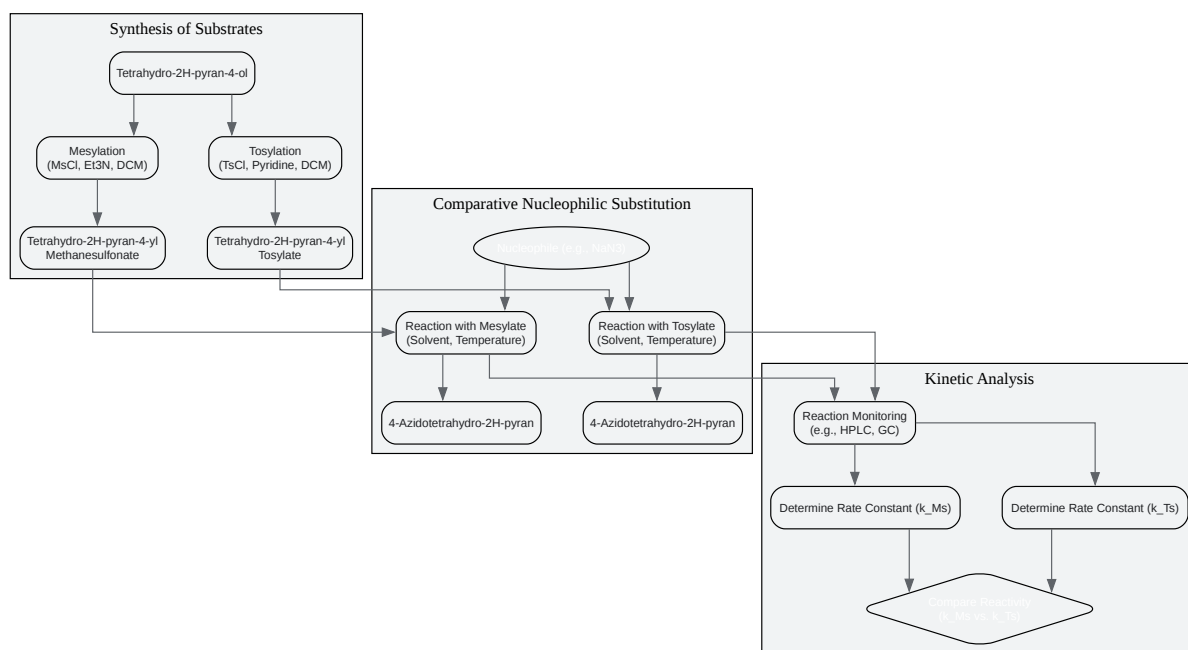 Synthesis of Substrates
Tetrahydro-2H-pyran-4-ol
Mesylation
(MsCl, Et3N, DCM)
Tosylation
(TsCl, Pyridine, DCM)
Tetrahydro-2H-pyran-4-yl
Methanesulfonate
Tetrahydro-2H-pyran-4-yl
Tosylate
Comparative Nucleophilic Substitution
Nucleophile (e.g., NaN3)
Reaction with Mesylate
(Solvent, Temperature)
Reaction with Tosylate
(Solvent, Temperature)
4-Azidotetrahydro-2H-pyran
4-Azidotetrahydro-2H-pyran
Kinetic Analysis
Reaction Monitoring
(e.g., HPLC, GC)
Determine Rate Constant (k_Ms)
Determine Rate Constant (k_Ts)
Compare Reactivity
(k_Ms vs. k_Ts)